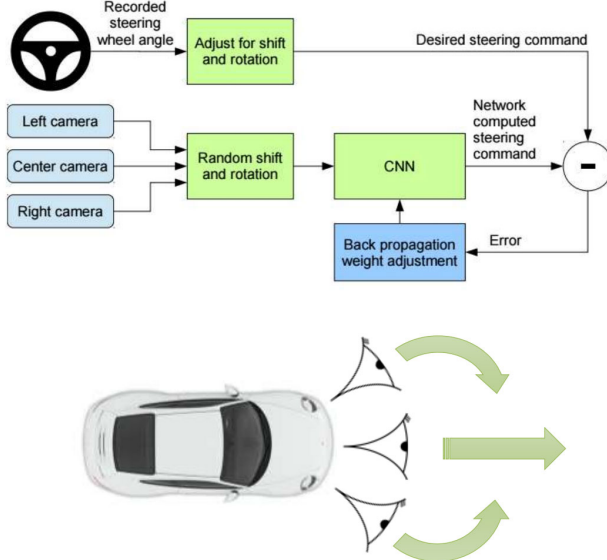 Recorded
steering
wheel angle
Adjust for shift
and rotation
Desired steering command
Left camera
Center camera
Right camera
Random shift
and rotation
CNN
Network
computed
steering
command
-
Back propagation
weight adjustment
Error